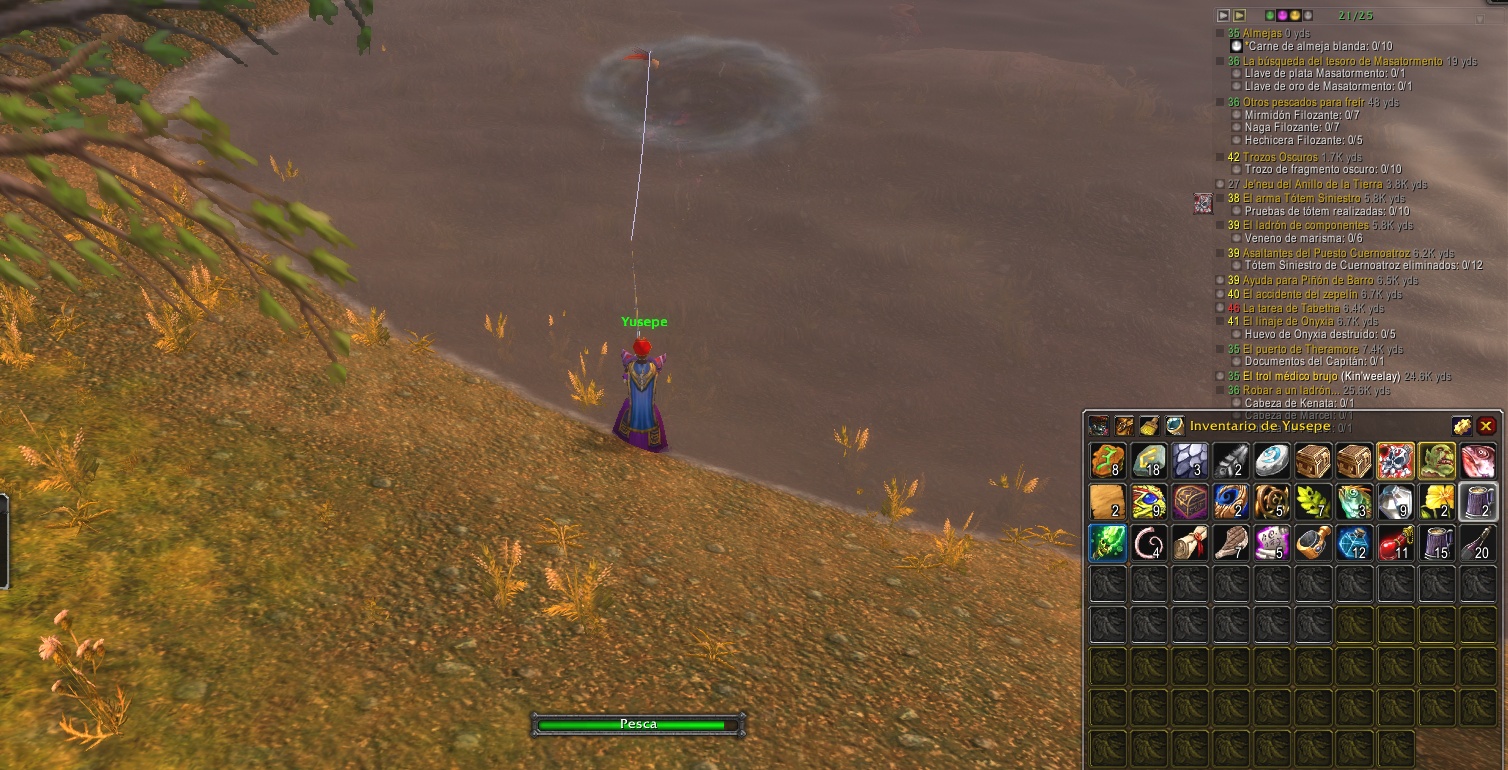 21/25
35 Almejas 0 yds
*Carne de almeja blanda: 0/10
36 La búsqueda del tesoro de Masatormento 19 yds
Llave de plata Masatormento: 0/1
Llave de oro de Masatormento: 0/1
36 Otros pescados para freír 48 yds
Mirmidón Filozante: 0/7
Naga Filozante: 0/7
Hechicera Filozante: 0/5
42 Trozos Oscuros 1.7K yds
Trozo de fragmento oscuro: 0/10
27 Je'neu del Anillo de la Tierra 3.8K yds
38 El arma Tótem Siniestro 5.8K yds
Pruebas de tótem realizadas: 0/10
39 El ladrón de componentes 5.8K yds
Veneno de marisma: 0/6
39 Asaltantes del Puesto Cuernoatroz 6.2K yds
Tótem Siniestro de Cuernoatroz eliminados: 0/12
39 Ayuda para Piñón de Barro 6.5K yds
40 El accidente del zepelín 6.7K yds
La tarea de Tabetha 6.4K yds
41 El linaje de Onyxia 6.7K yds
Huevo de Onyxia destruido: 0/5
35 El puerto de Theramore 7.4K yds
Documentos del Capitán: 0/1
35 El trol médico brujo (Kin'weelay) 24.6K yds
36 Robar a un ladrón... 25.6K yds
Cabeza de Kenata: 0/1
Cabeza de Marcel: 0/1
: 0/1
Inventario de Yusepe
8 18 3 2
2 9 2 5 7 3 9 2 2
4 7 5 12 11 15 20
Yusepe
Pesca